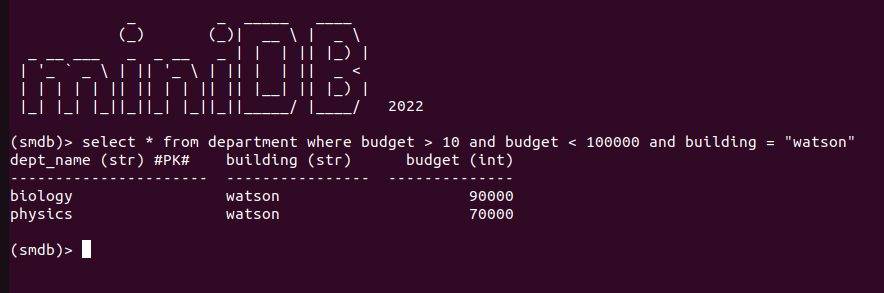 miniDB 2022
(smdb)> select * from department where budget > 10 and budget < 100000 and building = "watson"
dept_name (str) #PK#    building (str)      budget (int)
----------------------  ----------------  --------------
biology                 watson                     90000
physics                 watson                     70000
(smdb)>